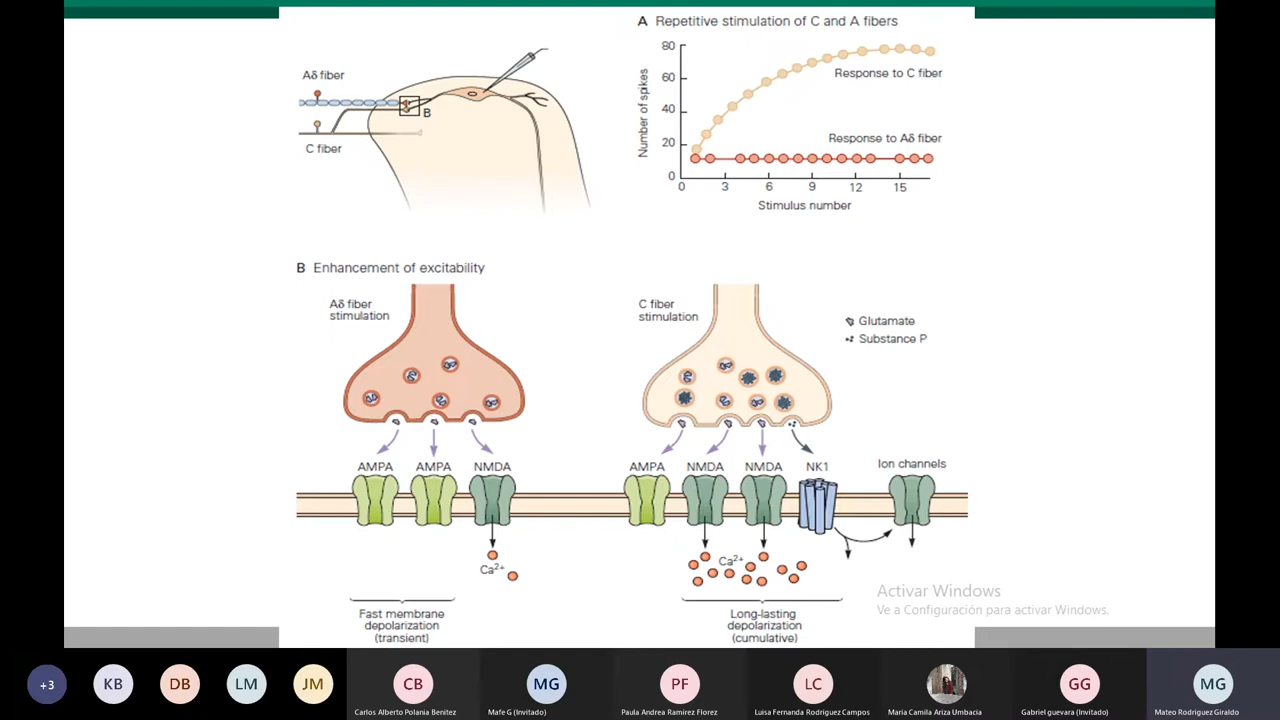 A Repetitive stimulation of C and A fibers
80
60
40
20
0
Number of spikes
Response to C fiber
Response to Aδ fiber
0 3 6 9 12 15
Stimulus number
Aδ fiber
B
C fiber
B Enhancement of excitability
Aδ fiber
stimulation
C fiber
stimulation
Glutamate
Substance P
AMPA AMPA NMDA
AMPA NMDA NMDA NK1 Ion channels
Ca2+
Ca2+
Fast membrane
depolarization
(transient)
Long-lasting
depolarization
(cumulative)
Activar Windows
Ve a Configuración para activar Windows.
+3 KB DB LM JM CB MG PF LC GG MG
Carlos Alberto Polania Benitez
Mafe G (Invitado)
Paula Andrea Ramirez Florez
Luisa Fernanda Rodriguez Campos
Maria Camila Ariza Umbacia
Gabriel guevara (Invitado)
Mateo Rodriguez Giraldo